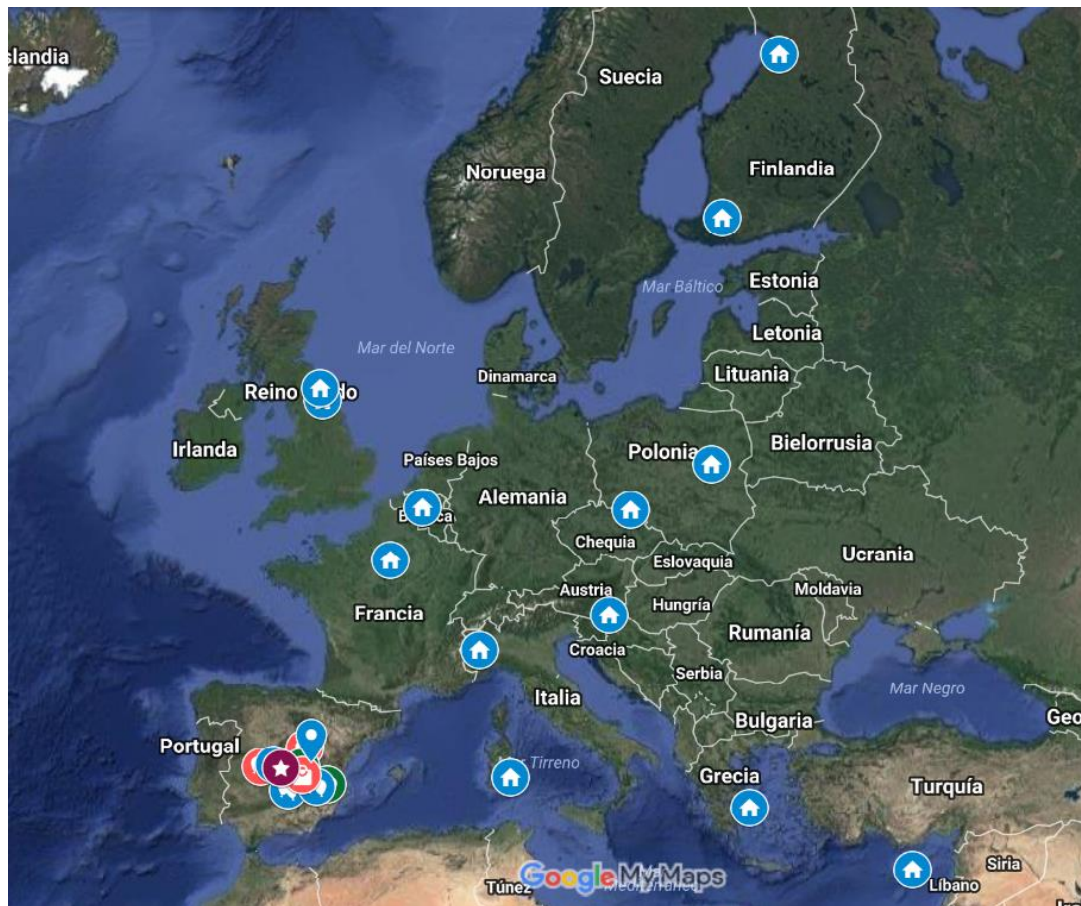 slandia
Suecia
Noruega
Finlandia
Mar Báltico
Estonia
Letonia
Mar del Norte
Dinamarca
Lituania
Reino
do
Irlanda
Bielorrusia
Países Bajos
Polonia
Alemania
ca
Chequia
Ucrania
Eslovaquia
Austria
Moldavia
Hungría
Francia
Rumanía
Croacia
Serbia
Mar Negro
Italia
Bulgaria
Geo
Portugal
Tirreno
Grecia
Turquía
Siria
Líbano
Túnez
Google My Maps